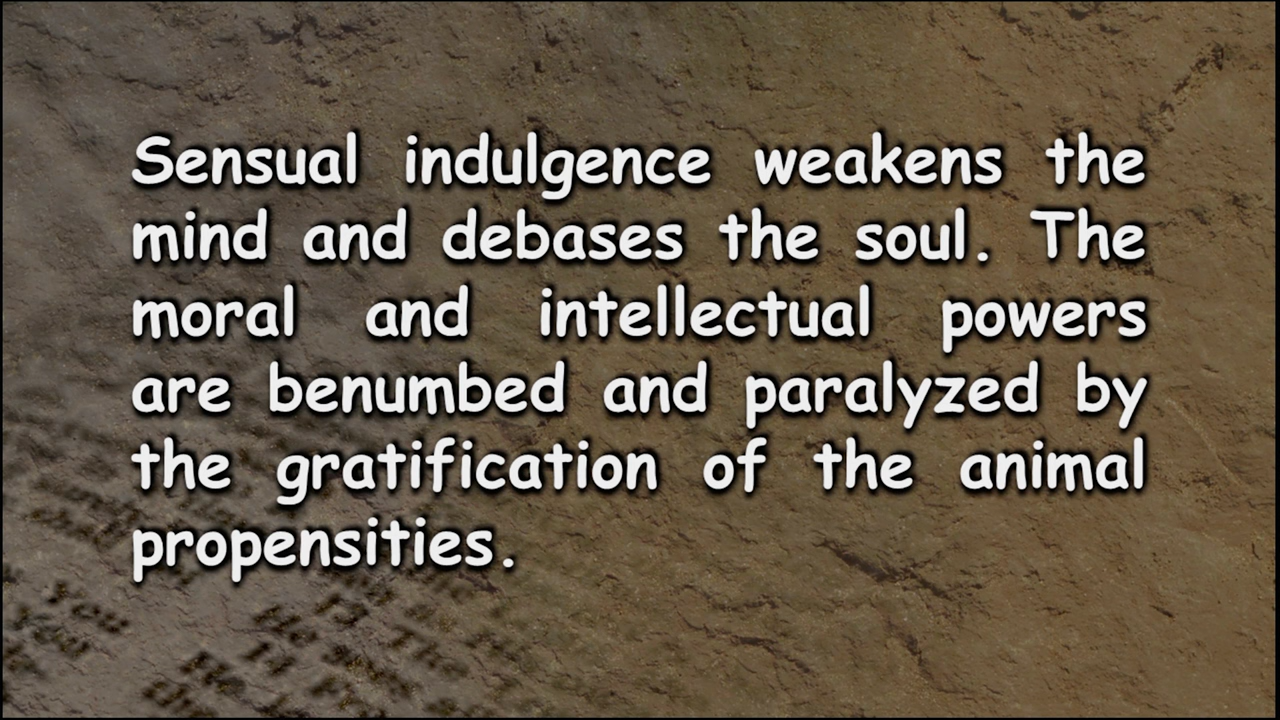 Sensual indulgence weakens the
mind and debases the soul. The
moral and intellectual powers
are benumbed and paralyzed by
the gratification of the animal
propensities.